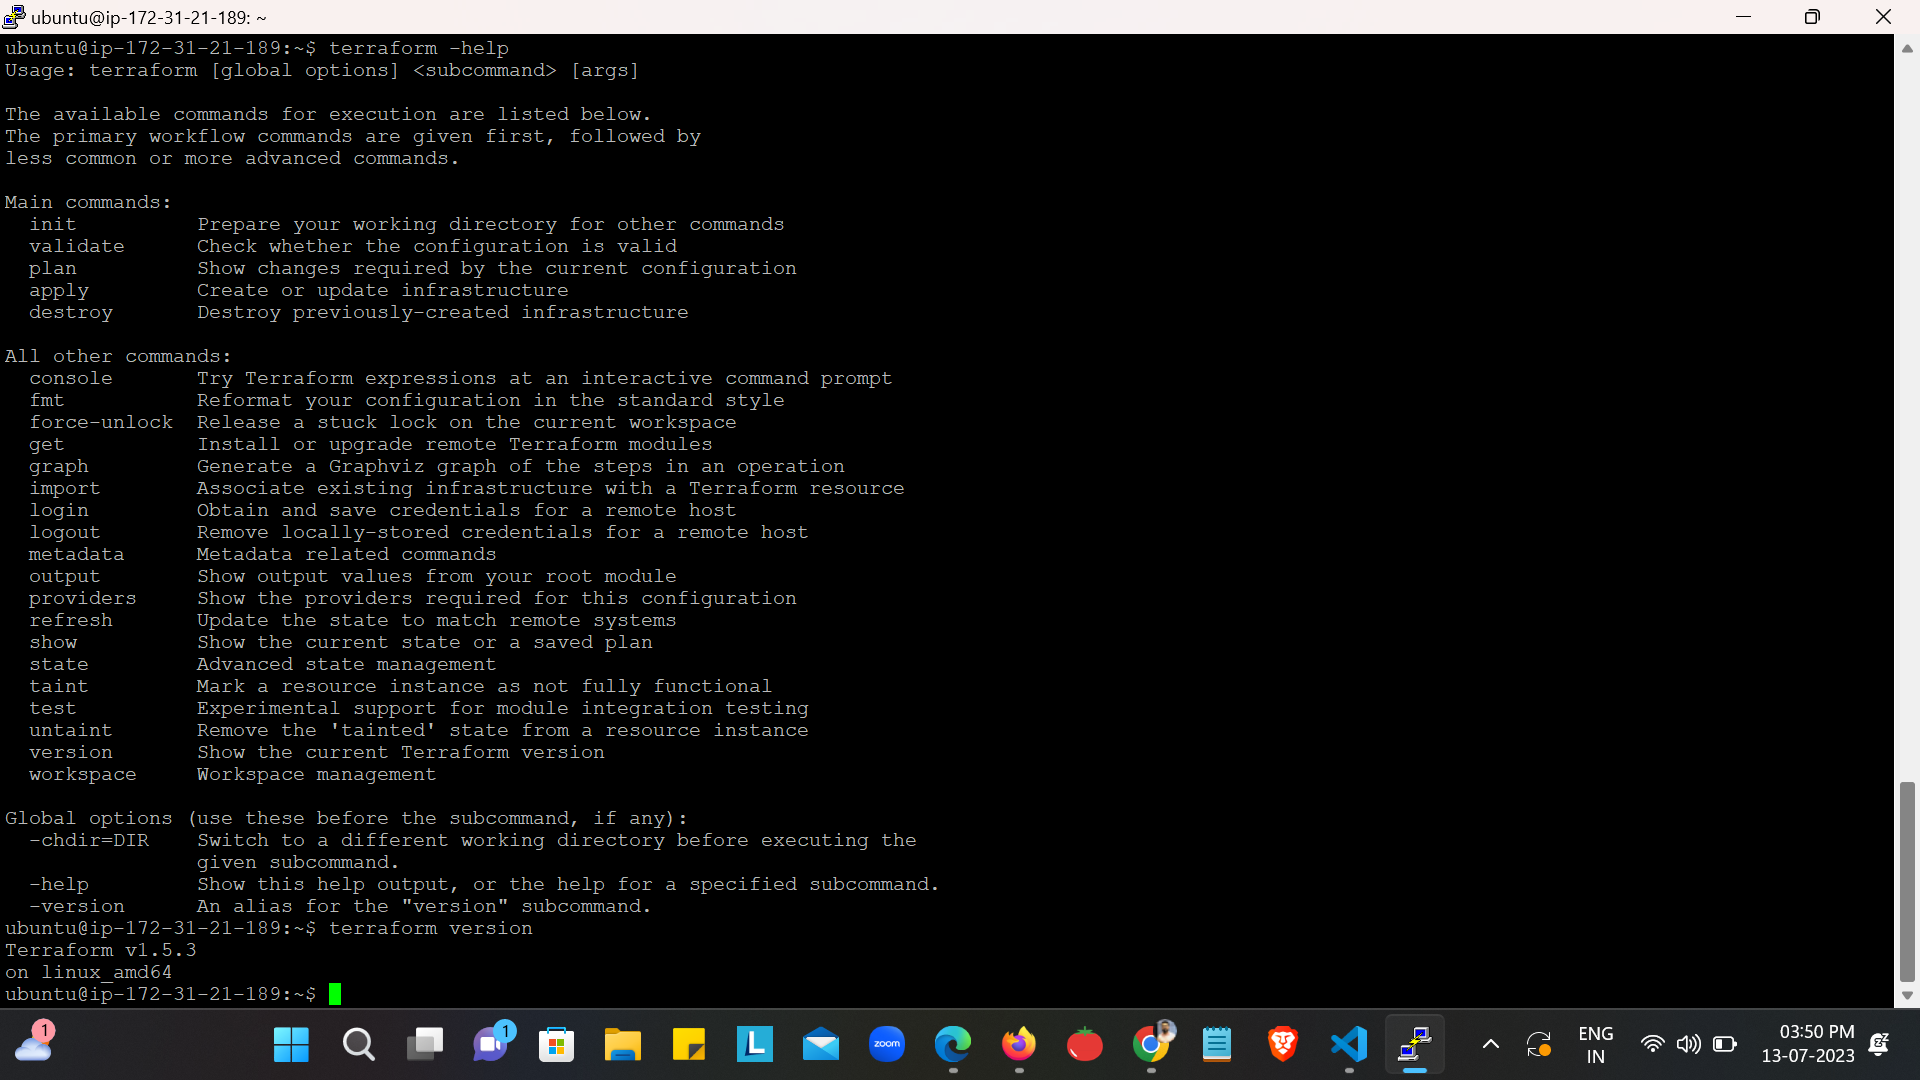 ubuntu@ip-172-31-21-189: ~
ubuntu@ip-172-31-21-189:~$ terraform -help
Usage: terraform [global options] <subcommand> [args]
The available commands for execution are listed below.
The primary workflow commands are given first, followed by
less common or more advanced commands.
Main commands:
init Prepare your working directory for other commands
validate Check whether the configuration is valid
plan Show changes required by the current configuration
apply Create or update infrastructure
destroy Destroy previously-created infrastructure
All other commands:
console Try Terraform expressions at an interactive command prompt
fmt Reformat your configuration in the standard style
force-unlock Release a stuck lock on the current workspace
get Install or upgrade remote Terraform modules
graph Generate a Graphviz graph of the steps in an operation
import Associate existing infrastructure with a Terraform resource
login Obtain and save credentials for a remote host
logout Remove locally-stored credentials for a remote host
metadata Metadata related commands
output Show output values from your root module
providers Show the providers required for this configuration
refresh Update the state to match remote systems
show Show the current state or a saved plan
state Advanced state management
taint Mark a resource instance as not fully functional
test Experimental support for module integration testing
untaint Remove the 'tainted' state from a resource instance
version Show the current Terraform version
workspace Workspace management
Global options (use these before the subcommand, if any):
-chdir=DIR Switch to a different working directory before executing the
given subcommand.
-help Show this help output, or the help for a specified subcommand.
-version An alias for the "version" subcommand.
ubuntu@ip-172-31-21-189:~$ terraform version
Terraform v1.5.3
on linux_amd64
ubuntu@ip-172-31-21-189:~$
1
1
L
zoom
ENG
IN
03:50 PM
13-07-2023